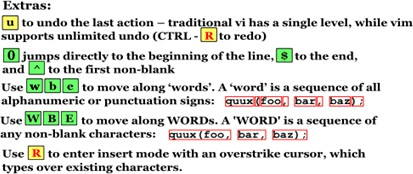 Extras:
u to undo the last action – traditional vi has a single level, while vim
supports unlimited undo (CTRL - R to redo)
0 jumps directly to the beginning of the line, $ to the end,
and ^ to the first non-blank
Use w b e to move along ‘words’. A ‘word’ is a sequence of all
alphanumeric or punctuation signs: quux(foo, bar, baz);
Use W B E to move along WORDs. A 'WORD' is a sequence of
any non-blank characters: quux(foo, bar, baz);
Use R to enter insert mode with an overstrike cursor, which
types over existing characters.